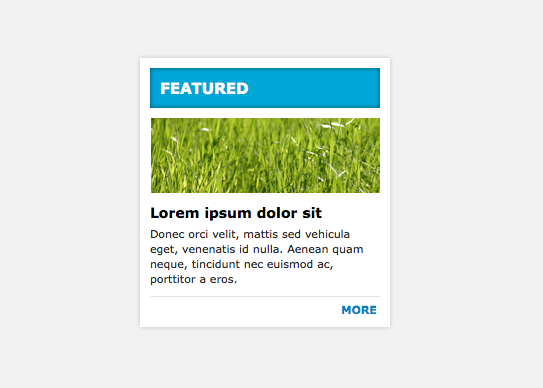 FEATURED
Lorem ipsum dolor sit
Donec orci velit, mattis sed vehicula
eget, venenatis id nulla. Aenean quam
neque, tincidunt nec euismod ac,
porttitor a eros.
MORE